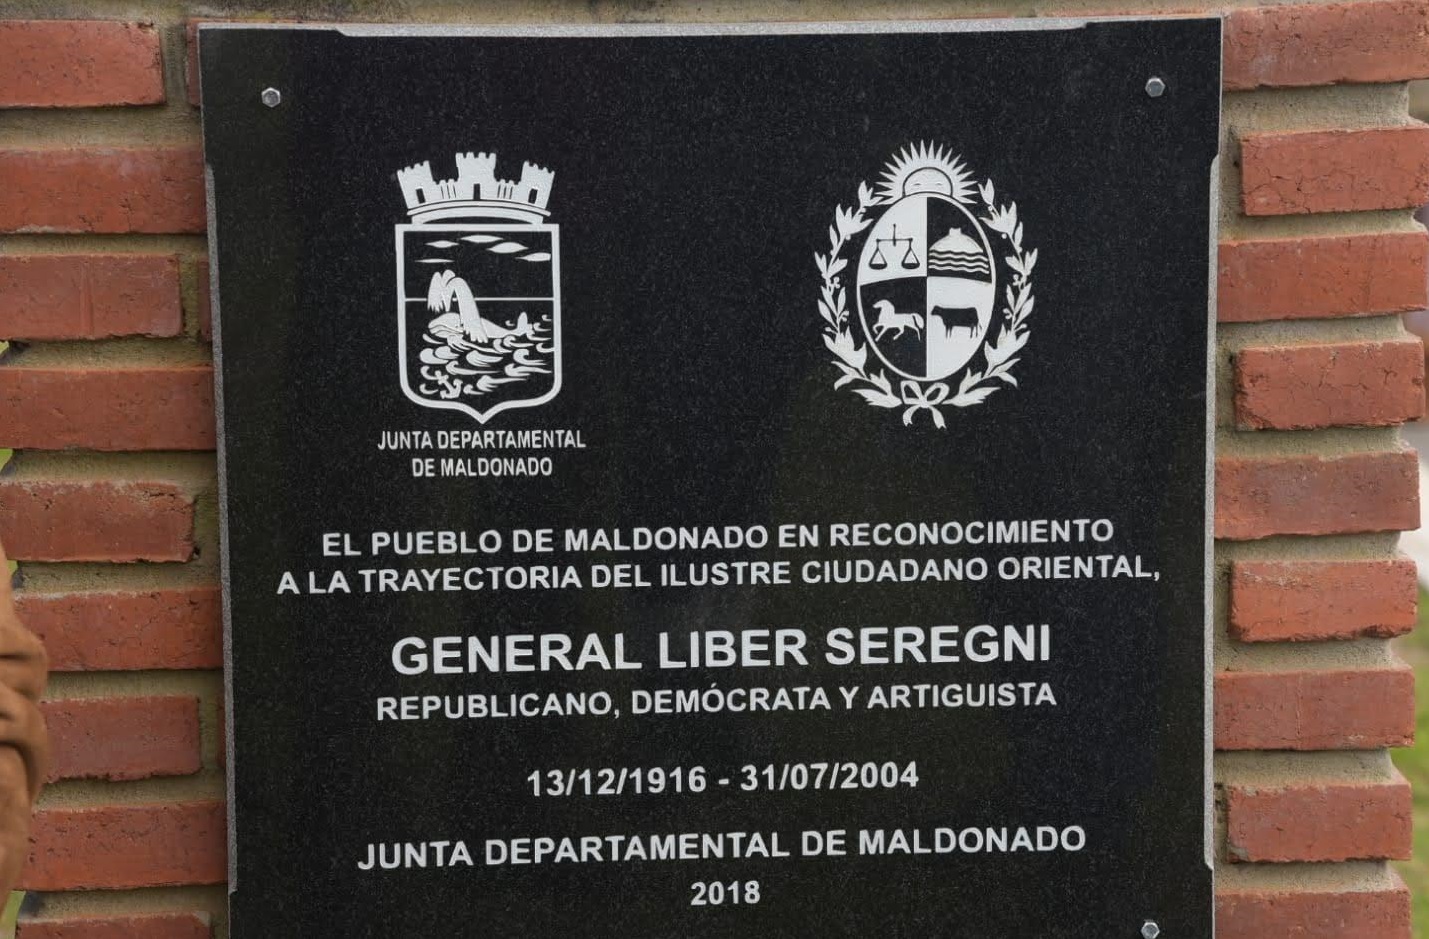 JUNTA DEPARTAMENTAL
DE MALDONADO
EL PUEBLO DE MALDONADO EN RECONOCIMIENTO
A LA TRAYECTORIA DEL ILUSTRE CIUDADANO ORIENTAL,
GENERAL LIBER SEREGNI
REPUBLICANO, DEMÓCRATA Y ARTIGUISTA
13/12/1916 - 31/07/2004
JUNTA DEPARTAMENTAL DE MALDONADO
2018